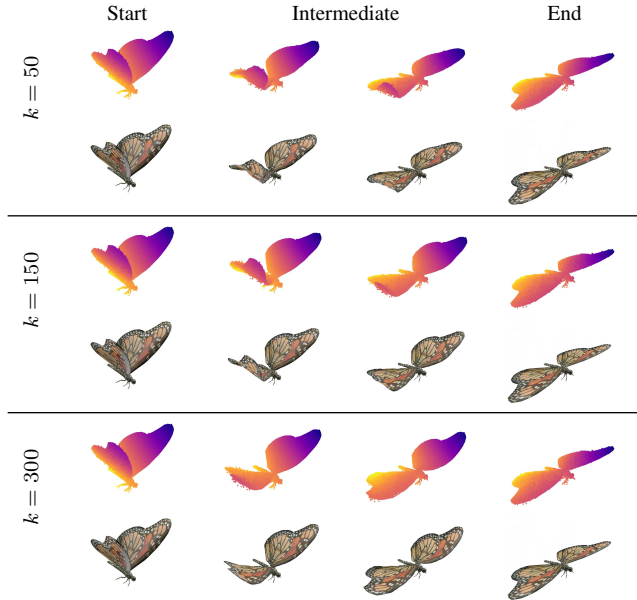 Start Intermediate End
k = 50
k = 150
k = 300